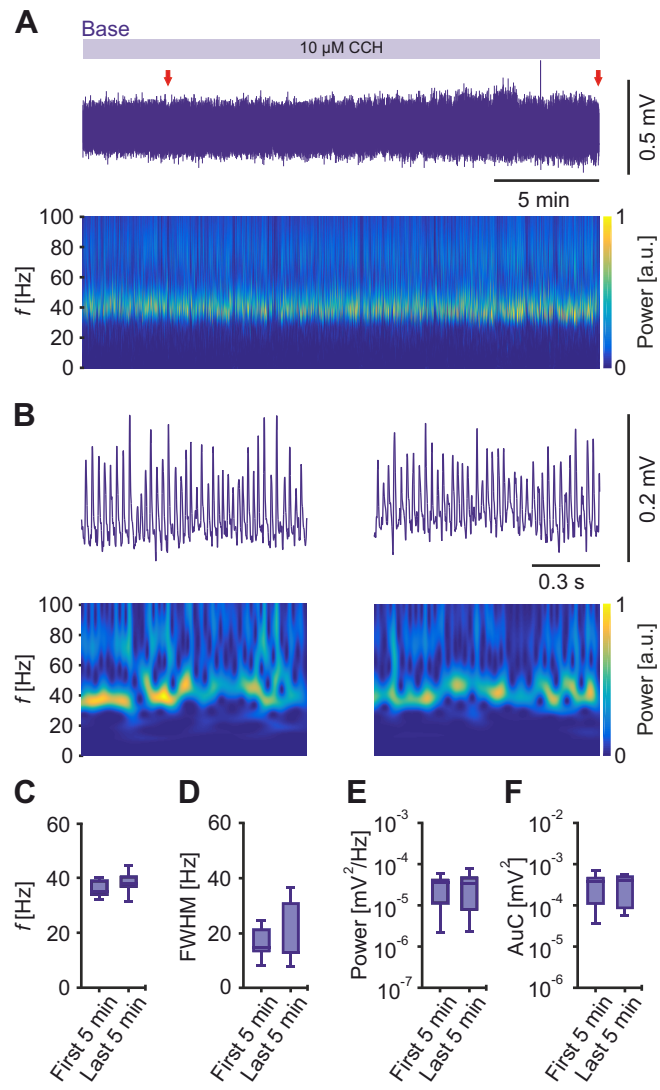 A
Base
10 µM CCH
0.5 mV
5 min
100
80
60
40
20
0
f [Hz]
1
0
Power [a.u.]
B
0.2 mV
0.3 s
100
80
60
40
20
0
f [Hz]
1
0
Power [a.u.]
C
60
40
20
0
f [Hz]
First 5 min
Last 5 min
D
60
40
20
0
FWHM [Hz]
First 5 min
Last 5 min
E
10⁻³
10⁻⁴
10⁻⁵
10⁻⁶
10⁻⁷
Power [mV²/Hz]
First 5 min
Last 5 min
F
10⁻²
10⁻³
10⁻⁴
10⁻⁵
10⁻⁶
AuC [mV²]
First 5 min
Last 5 min